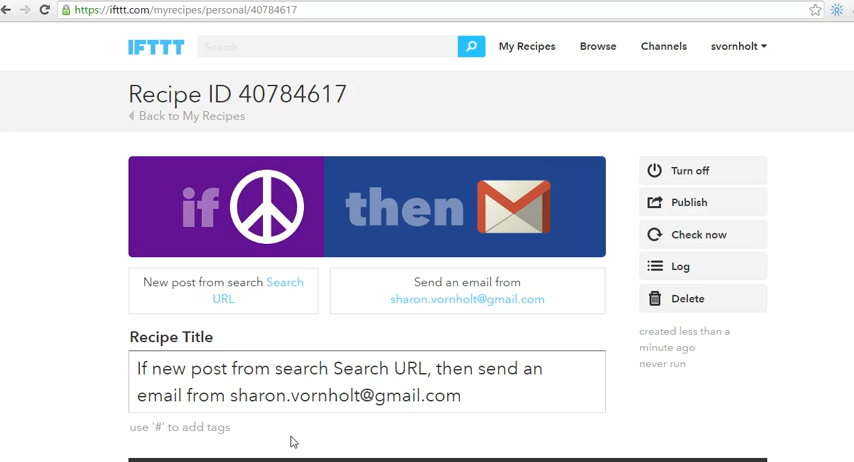 https://ifttt.com/myrecipes/personal/40784617
IFTTT
Search
My Recipes
Browse
Channels
svornholt
Recipe ID 40784617
Back to My Recipes
if
then
Turn off
Publish
Check now
Log
Delete
New post from search Search
URL
Send an email from
sharon.vornholt@gmail.com
created less than a
minute ago
never run
Recipe Title
If new post from search Search URL, then send an
email from sharon.vornholt@gmail.com
use '#' to add tags